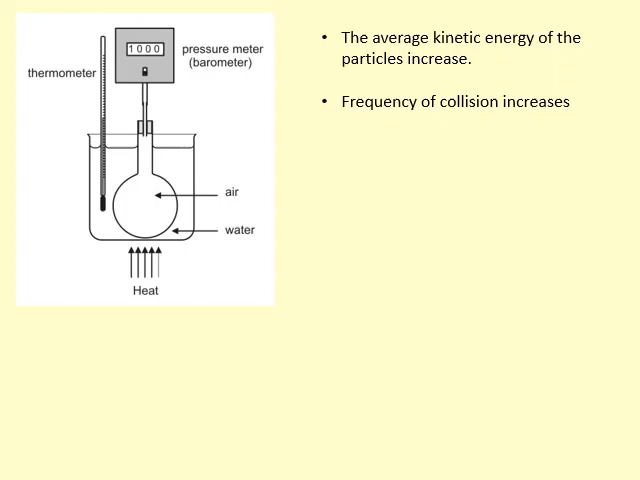 1000
pressure meter
(barometer)
thermometer
air
water
Heat
• The average kinetic energy of the
particles increase.
• Frequency of collision increases